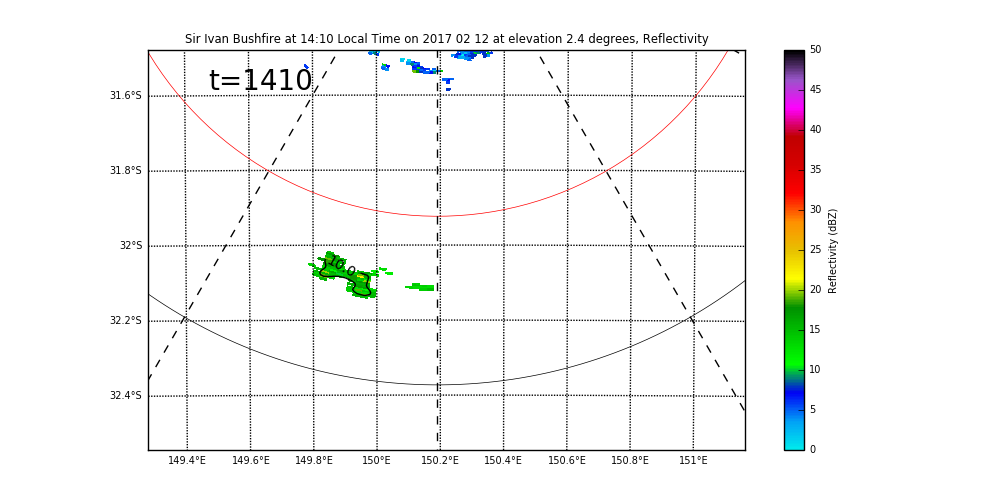 Sir Ivan Bushfire at 14:10 Local Time on 2017 02 12 at elevation 2.4 degrees, Reflectivity
t=1410
31.6°S
31.8°S
32°S
32.2°S
32.4°S
149.4°E 149.6°E 149.8°E 150°E 150.2°E 150.4°E 150.6°E 150.8°E 151°E
10.0
50
45
40
35
30
25
20
15
10
5
0
Reflectivity (dBZ)